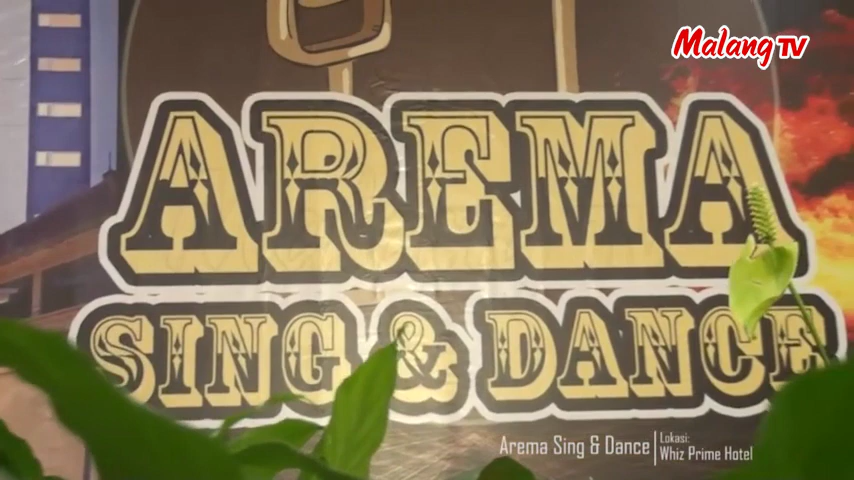 Malang TV
AREMA
SING & DANCE
Arema Sing & Dance
Lokasi:
Whiz Prime Hotel